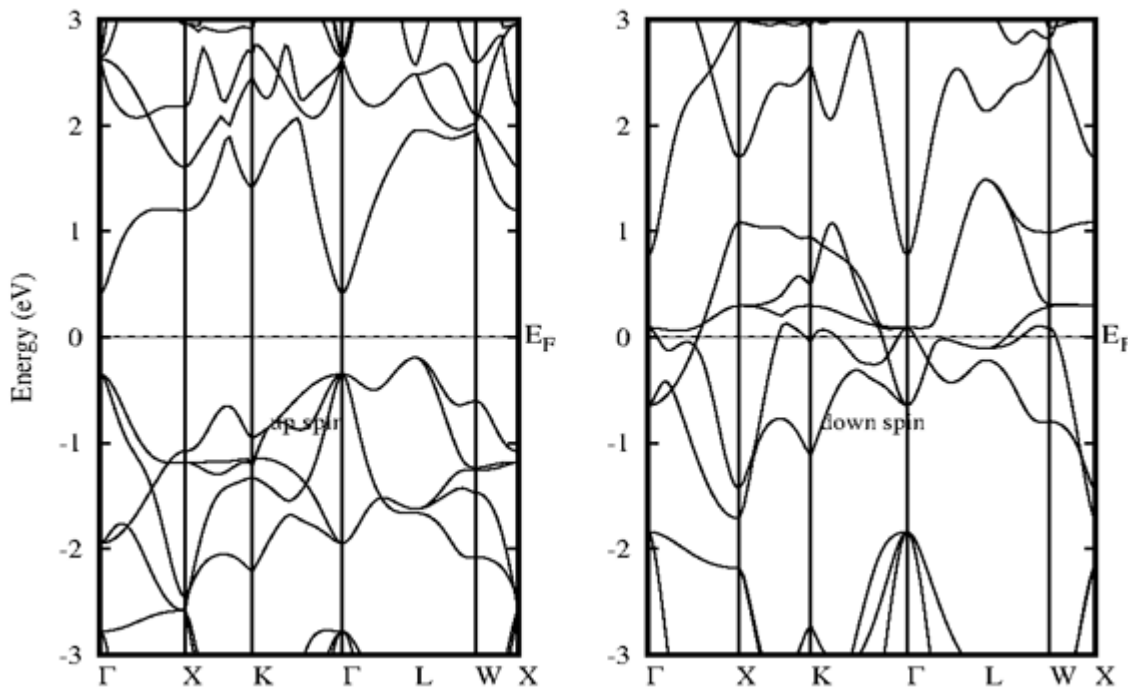 3
2
1
0
-1
-2
-3
Energy (eV)
up spin
E_F
Γ X K Γ L W X
3
2
1
0
-1
-2
-3
down spin
E_F
Γ X K Γ L W X